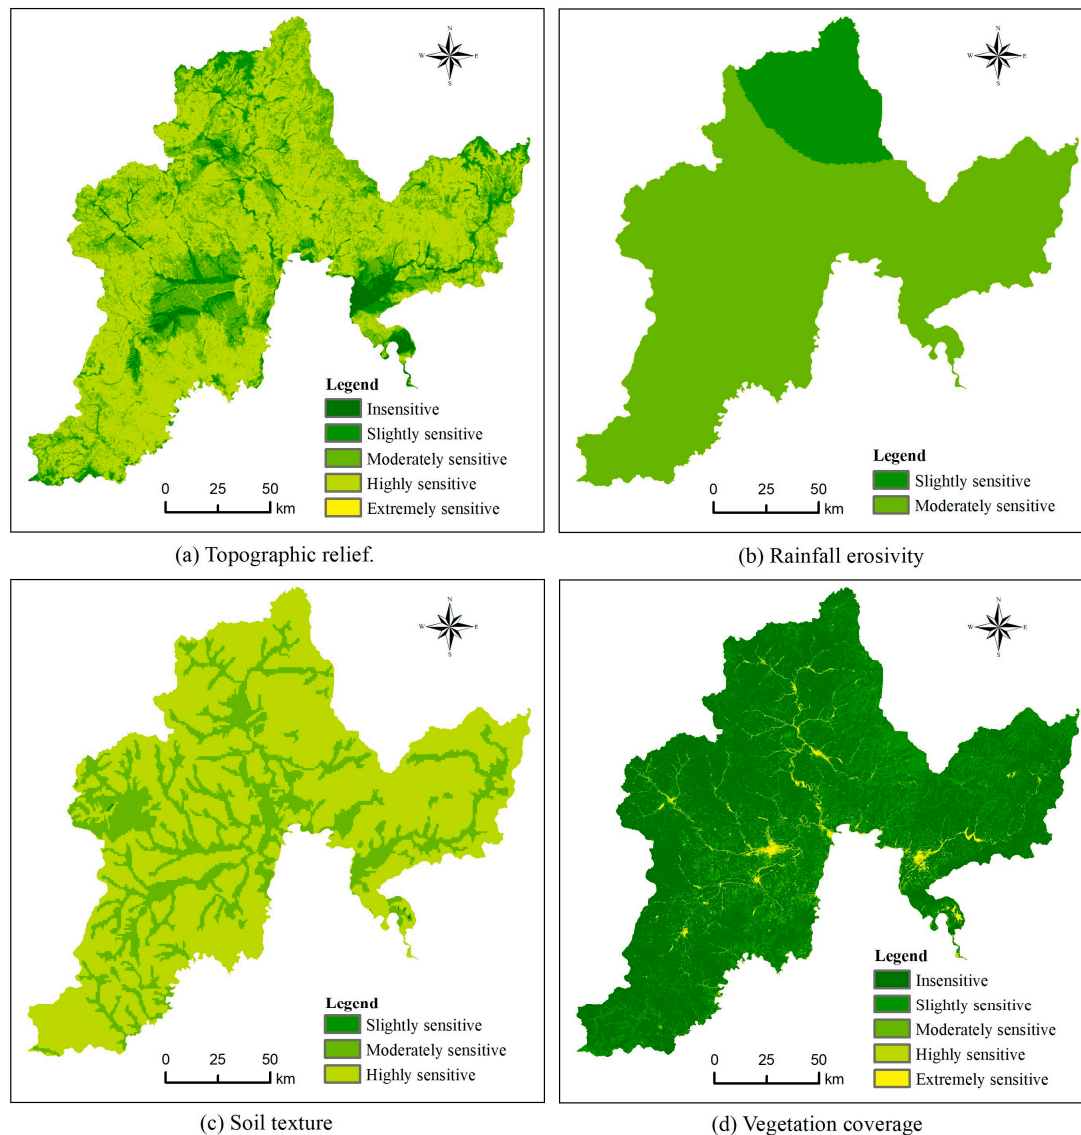 N
W E
S
Legend
Insensitive
Slightly sensitive
Moderately sensitive
Highly sensitive
Extremely sensitive
0 25 50
km
(a) Topographic relief.
N
W E
S
Legend
Slightly sensitive
Moderately sensitive
0 25 50
km
(b) Rainfall erosivity
N
W E
S
Legend
Slightly sensitive
Moderately sensitive
Highly sensitive
0 25 50
km
(c) Soil texture
N
W E
S
Legend
Insensitive
Slightly sensitive
Moderately sensitive
Highly sensitive
Extremely sensitive
0 25 50
km
(d) Vegetation coverage